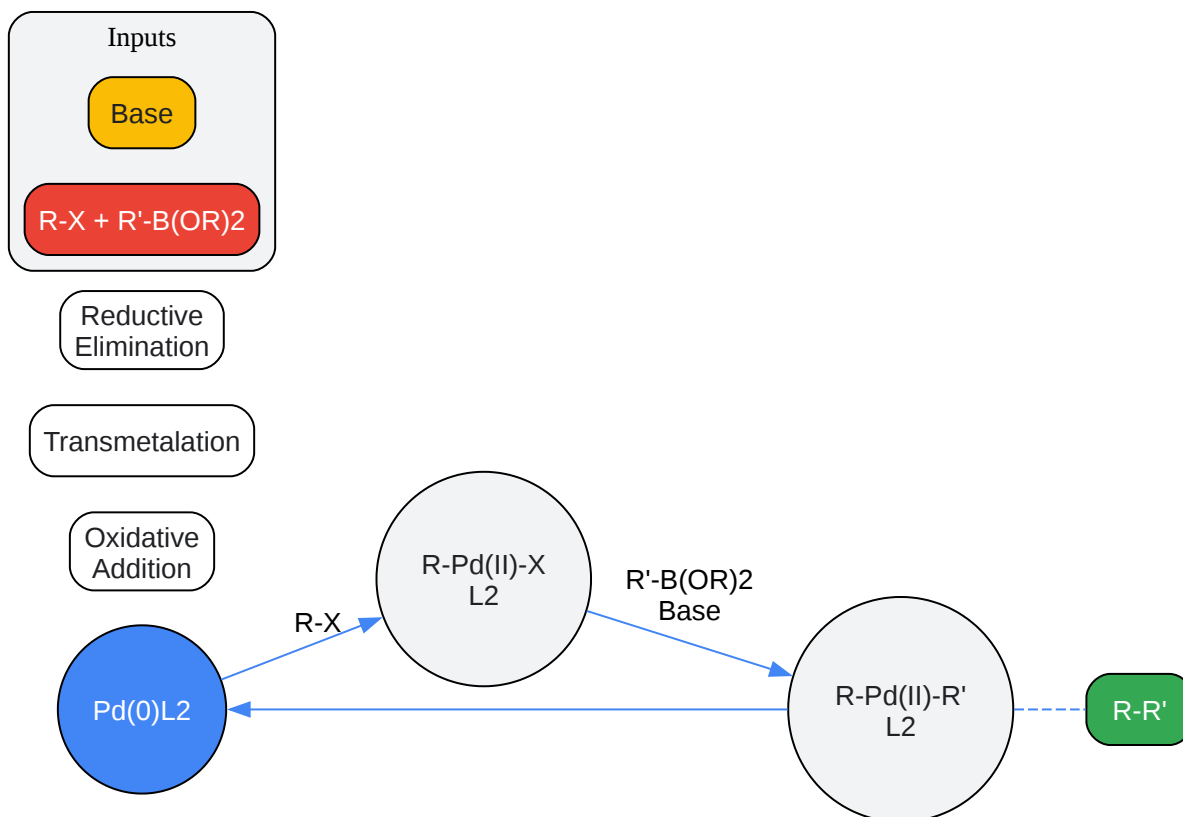 Inputs
Base
R-X + R'-B(OR)2
Reductive
Elimination
Transmetalation
Oxidative
Addition
R-Pd(II)-X
L2
R'-B(OR)2
Base
R-X
Pd(0)L2
R-Pd(II)-R'
L2
R-R'